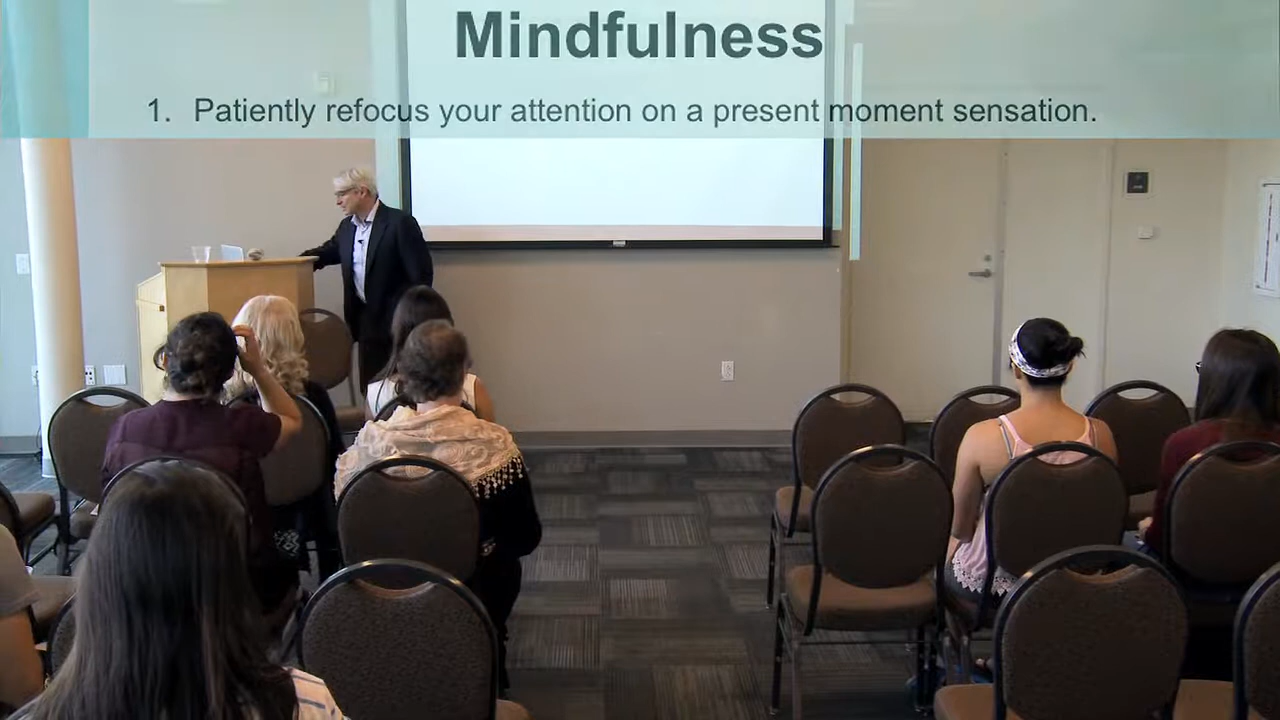 Mindfulness
1. Patiently refocus your attention on a present moment sensation.